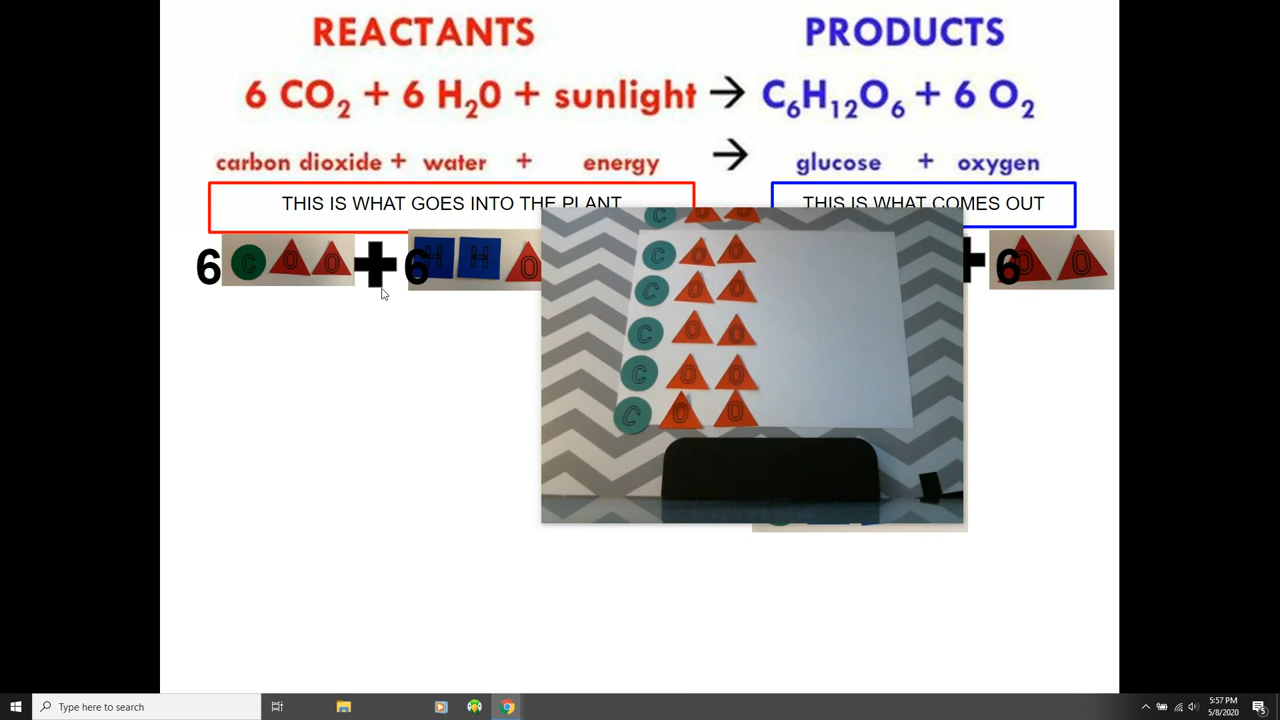 REACTANTS
PRODUCTS
6 CO₂ + 6 H₂0 + sunlight → C₆H₁₂O₆ + 6 O₂
carbon dioxide + water + energy → glucose + oxygen
THIS IS WHAT GOES INTO THE PLANT
THIS IS WHAT COMES OUT
6 C O O + 6 H H O
+ 6 O O
C O O
C O O
C O O
C O O
C O O
C O O
Type here to search
5:57 PM
5/8/2020
5